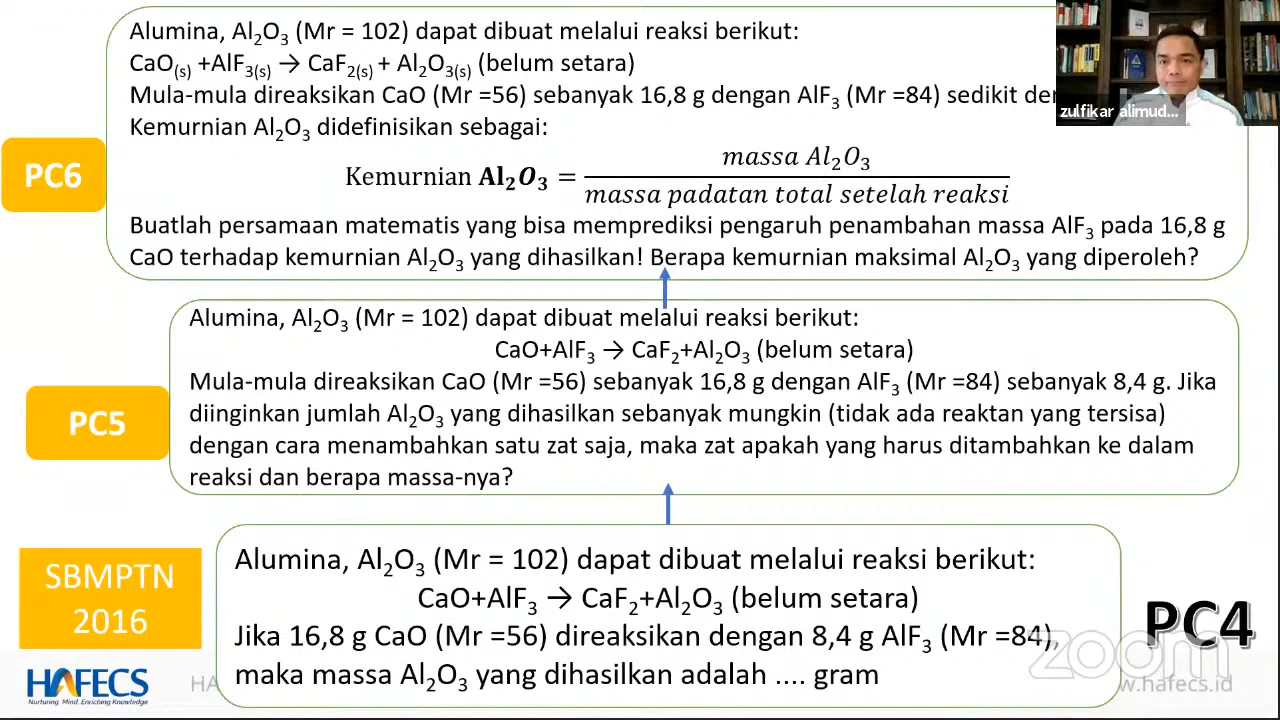 Alumina, Al₂O₃ (Mr = 102) dapat dibuat melalui reaksi berikut:
CaO₍ₛ₎ +AlF₃₍ₛ₎ → CaF₂₍ₛ₎ + Al₂O₃₍ₛ₎ (belum setara)
Mula-mula direaksikan CaO (Mr =56) sebanyak 16,8 g dengan AlF₃ (Mr =84) sedikit
zulfikar alimud...
Kemurnian Al₂O₃ didefinisikan sebagai:
PC6
Kemurnian Al₂O₃ = massa Al₂O₃
massa padatan total setelah reaksi
Buatlah persamaan matematis yang bisa memprediksi pengaruh penambahan massa AlF₃ pada 16,8 g
CaO terhadap kemurnian Al₂O₃ yang dihasilkan! Berapa kemurnian maksimal Al₂O₃ yang diperoleh?
Alumina, Al₂O₃ (Mr = 102) dapat dibuat melalui reaksi berikut:
CaO+AlF₃ → CaF₂+Al₂O₃ (belum setara)
Mula-mula direaksikan CaO (Mr =56) sebanyak 16,8 g dengan AlF₃ (Mr =84) sebanyak 8,4 g. Jika
PC5
diinginkan jumlah Al₂O₃ yang dihasilkan sebanyak mungkin (tidak ada reaktan yang tersisa)
dengan cara menambahkan satu zat saja, maka zat apakah yang harus ditambahkan ke dalam
reaksi dan berapa massa-nya?
SBMPTN
2016
Alumina, Al₂O₃ (Mr = 102) dapat dibuat melalui reaksi berikut:
CaO+AlF₃ → CaF₂+Al₂O₃ (belum setara)
Jika 16,8 g CaO (Mr =56) direaksikan dengan 8,4 g AlF₃ (Mr =84),
maka massa Al₂O₃ yang dihasilkan adalah .... gram
PC4
zoom
HAFECS
Nurturing Mind, Enriching Knowledge
HA
w.hafecs.id